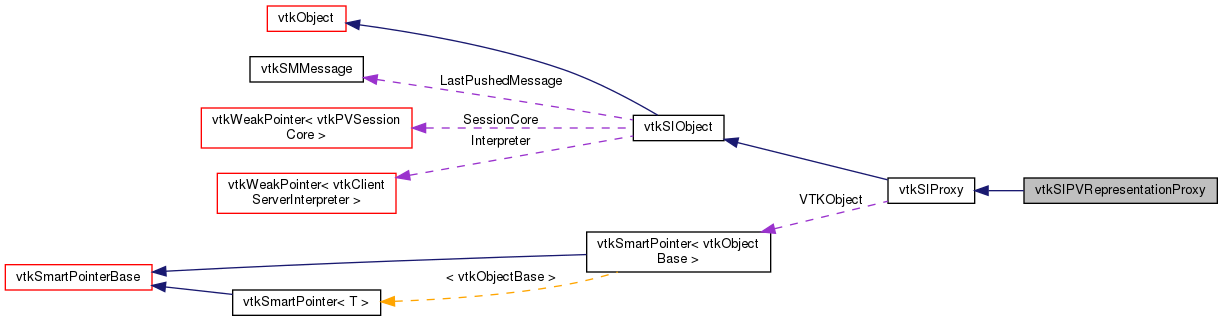 vtkObject
vtkSMMessage
LastPushedMessage
vtkWeakPointer< vtkPVSession
Core >
SessionCore
vtkSIObject
Interpreter
vtkWeakPointer< vtkClient
ServerInterpreter >
vtkSIProxy
vtkSIPVRepresentationProxy
VTKObject
vtkSmartPointer< vtkObject
Base >
vtkSmartPointerBase
< vtkObjectBase >
vtkSmartPointer< T >